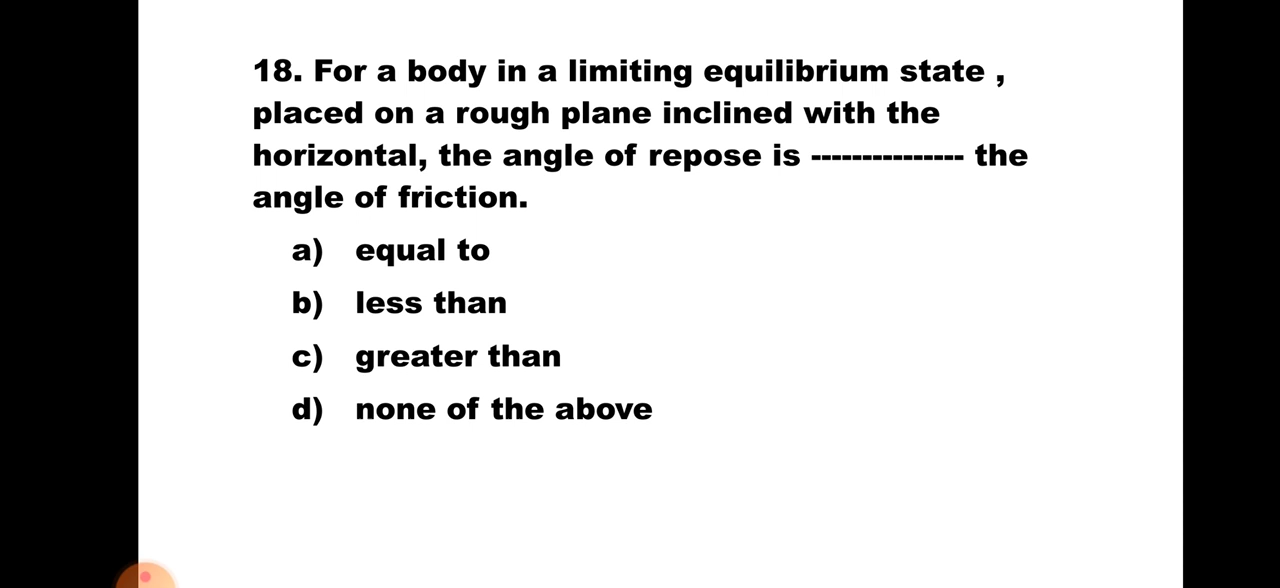 18. For a body in a limiting equilibrium state ,
placed on a rough plane inclined with the
horizontal, the angle of repose is --------------- the
angle of friction.
a) equal to
b) less than
c) greater than
d) none of the above